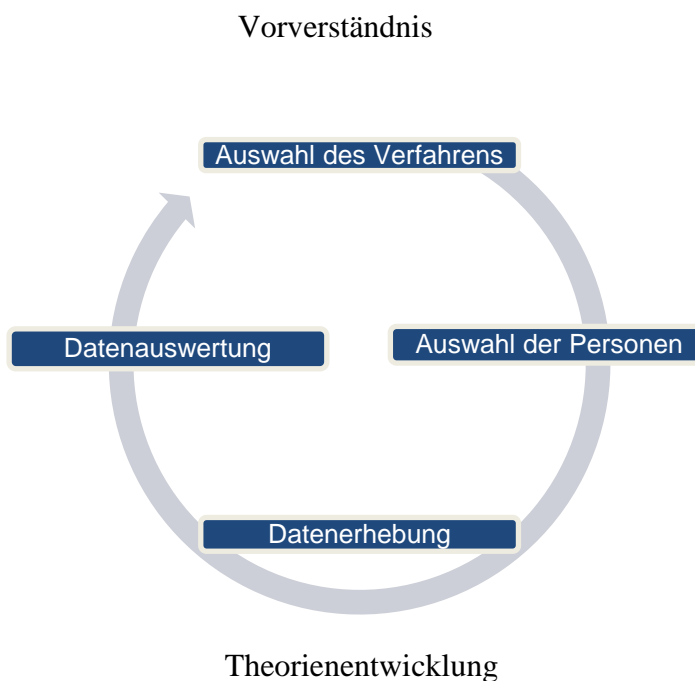 Vorverständnis
Auswahl des Verfahrens
Datenauswertung
Auswahl der Personen
Datenerhebung
Theorienentwicklung